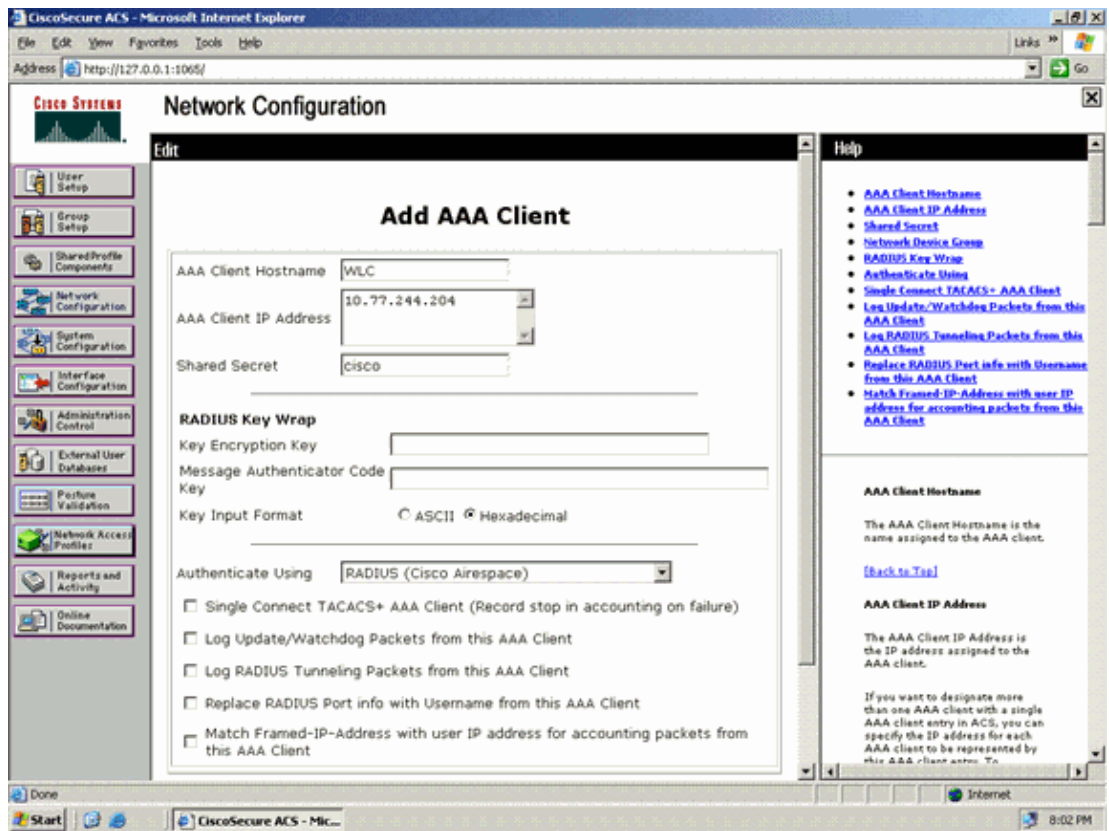 CiscoSecure ACS - Microsoft Internet Explorer
File Edit View Favorites Tools Help
Links »
Address http://127.0.0.1:1065/
Go
CISCO SYSTEMS
Network Configuration
User Setup
Group Setup
Shared Profile Components
Network Configuration
System Configuration
Interface Configuration
Administration Control
External User Databases
Posture Validation
Network Access Profiles
Reports and Activity
Online Documentation
Edit
Add AAA Client
AAA Client Hostname WLC
AAA Client IP Address 10.77.244.204
Shared Secret cisco
RADIUS Key Wrap
Key Encryption Key
Message Authenticator Code
Key
Key Input Format ASCII Hexadecimal
Authenticate Using RADIUS (Cisco Airespace)
Single Connect TACACS+ AAA Client (Record stop in accounting on failure)
Log Update/Watchdog Packets from this AAA Client
Log RADIUS Tunneling Packets from this AAA Client
Replace RADIUS Port info with Username from this AAA Client
Match Framed-IP-Address with user IP address for accounting packets from
this AAA Client
Help
AAA Client Hostname
AAA Client IP Address
Shared Secret
Network Device Group
RADIUS Key Wrap
Authenticate Using
Single Connect TACACS+ AAA Client
Log Update/Watchdog Packets from this
AAA Client
Log RADIUS Tunneling Packets from this
AAA Client
Replace RADIUS Port info with Username
from this AAA Client
Match Framed-IP-Address with user IP
address for accounting packets from this
AAA Client
AAA Client Hostname
The AAA Client Hostname is the
name assigned to the AAA client.
[Back to Top]
AAA Client IP Address
The AAA Client IP Address is
the IP address assigned to the
AAA client.
If you want to designate more
than one AAA client with a single
AAA client entry in ACS, you can
specify the IP address for each
AAA client to be represented by
this AAA client entry. To
Done
Internet
Start
CiscoSecure ACS - Mic...
8:02 PM